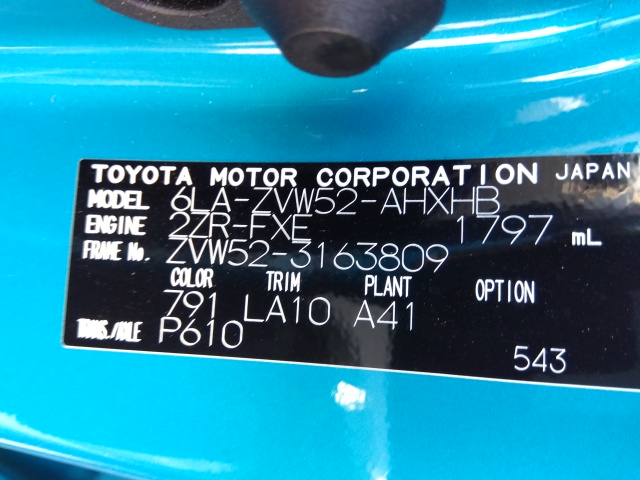 TOYOTA MOTOR CORPORATION JAPAN
MODEL 6LA-ZVW52-AHXHB
ENGINE 2ZR-FXE 1797 mL
FRAME No. ZVW52-3163809
COLOR TRIM PLANT OPTION
791 LA10 A41
TRANS./AXLE P610
543